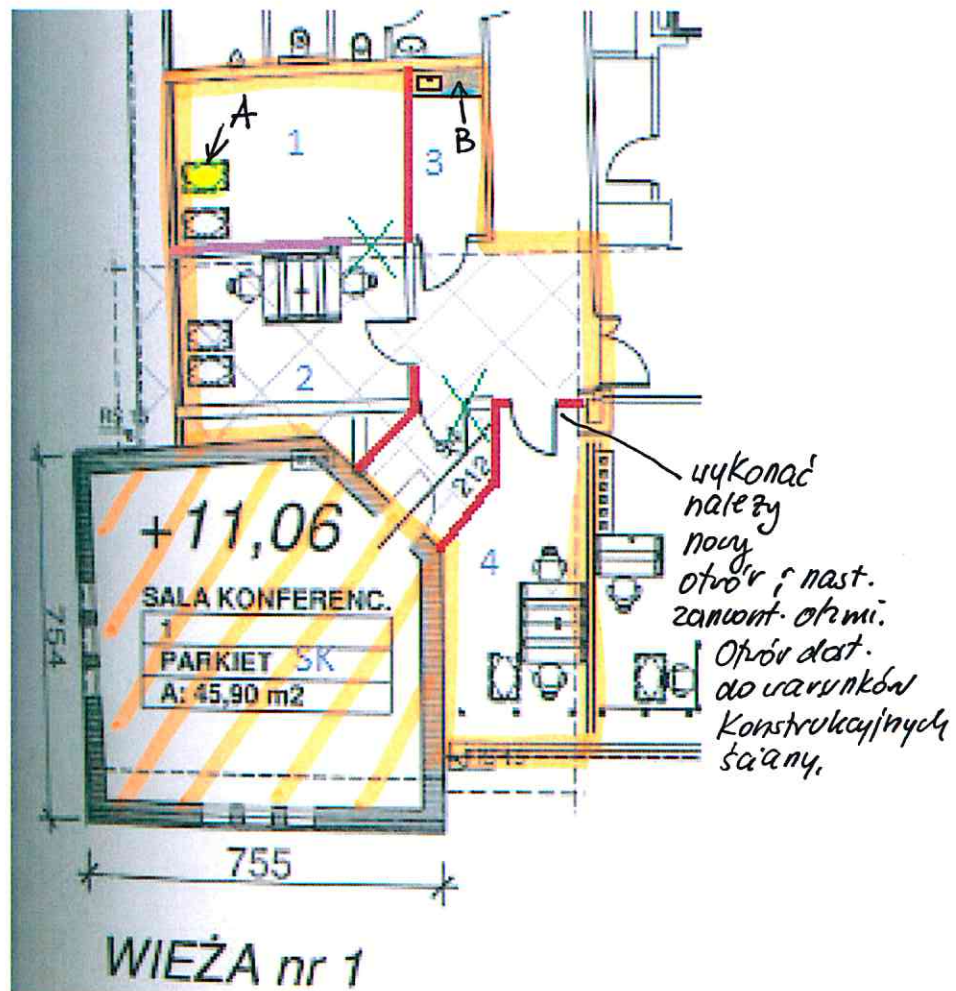 A
1
3
B
2
212
4
+11,06
SALA KONFERENC.
1
PARKIET SK
A: 45,90 m2
754
755
wykonać
należy
nowy
otwór i nast.
zamont. drzwi.
Otwór dost.
do warunków
Konstrukcyjnych
ściany.
WIEŻA nr 1